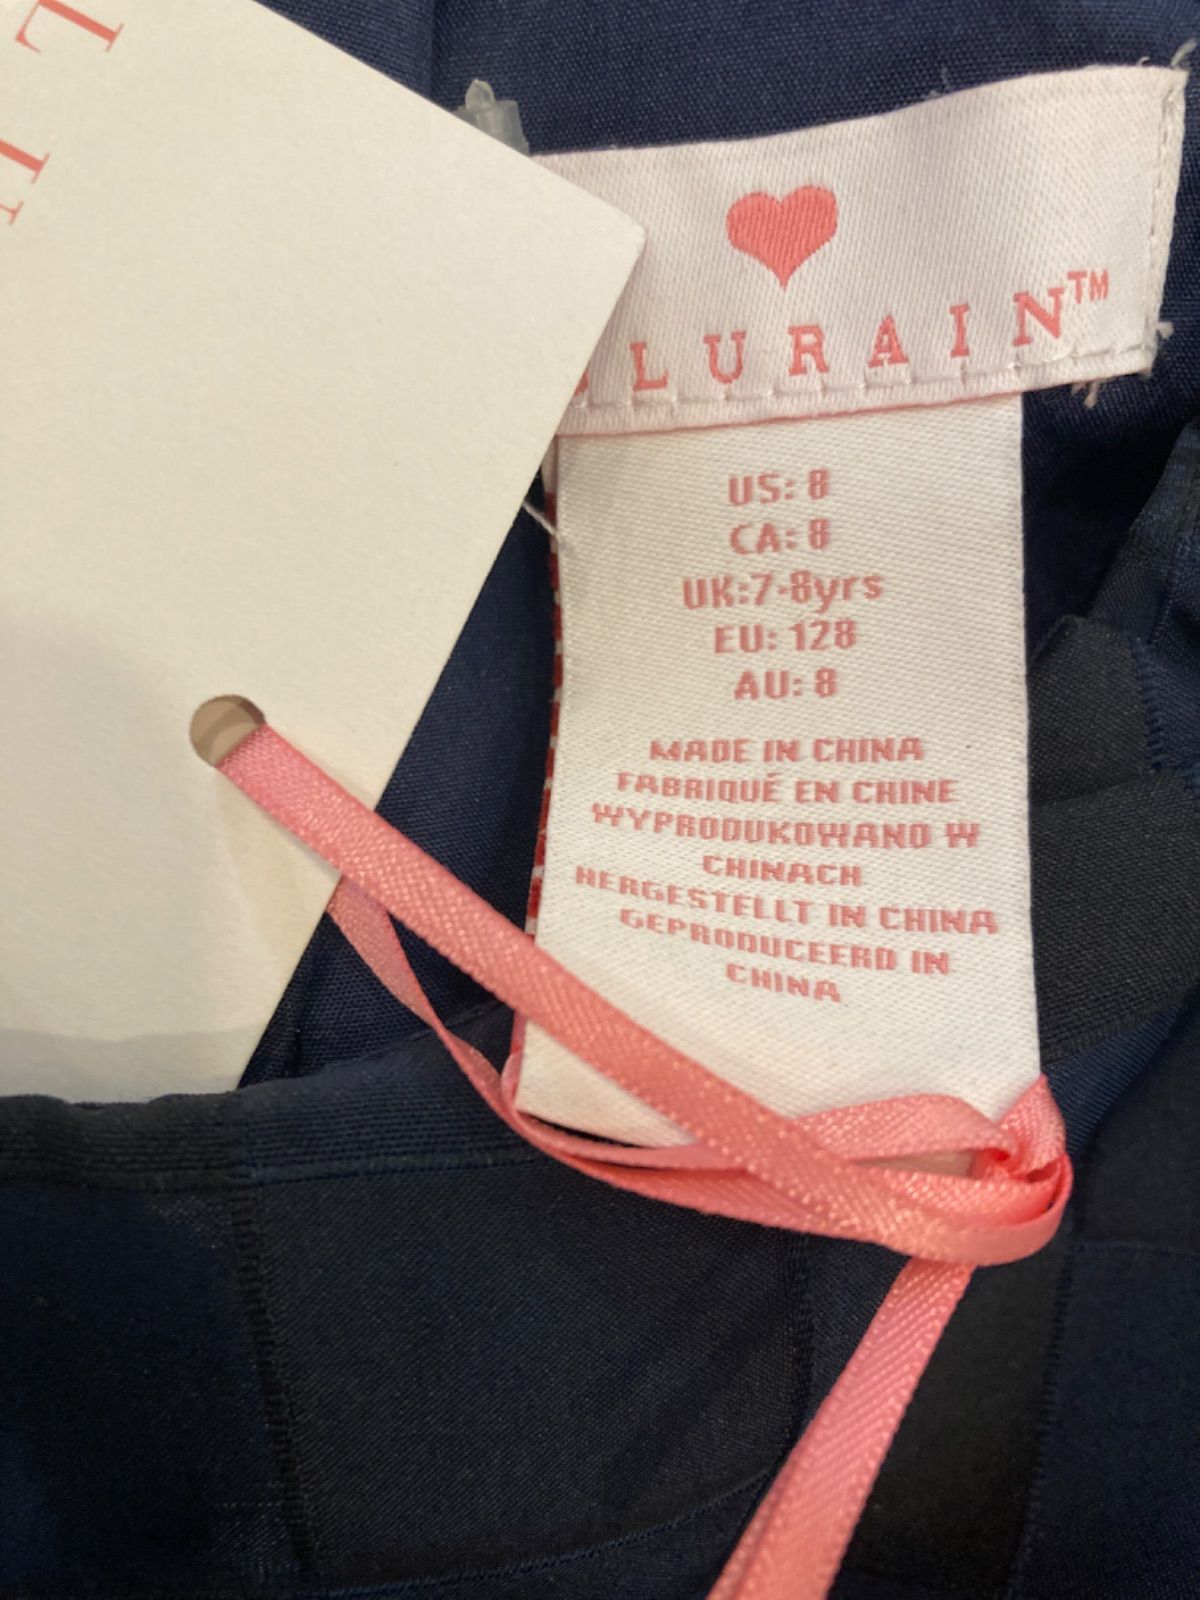 LURAIN™
US: 8
CA: 8
UK:7-8yrs
EU: 128
AU: 8
MADE IN CHINA
FABRIQUÉ EN CHINE
WYPRODUKOWANO W
CHINACH
HERGESTELLT IN CHINA
GEPRODUCEERD IN
CHINA